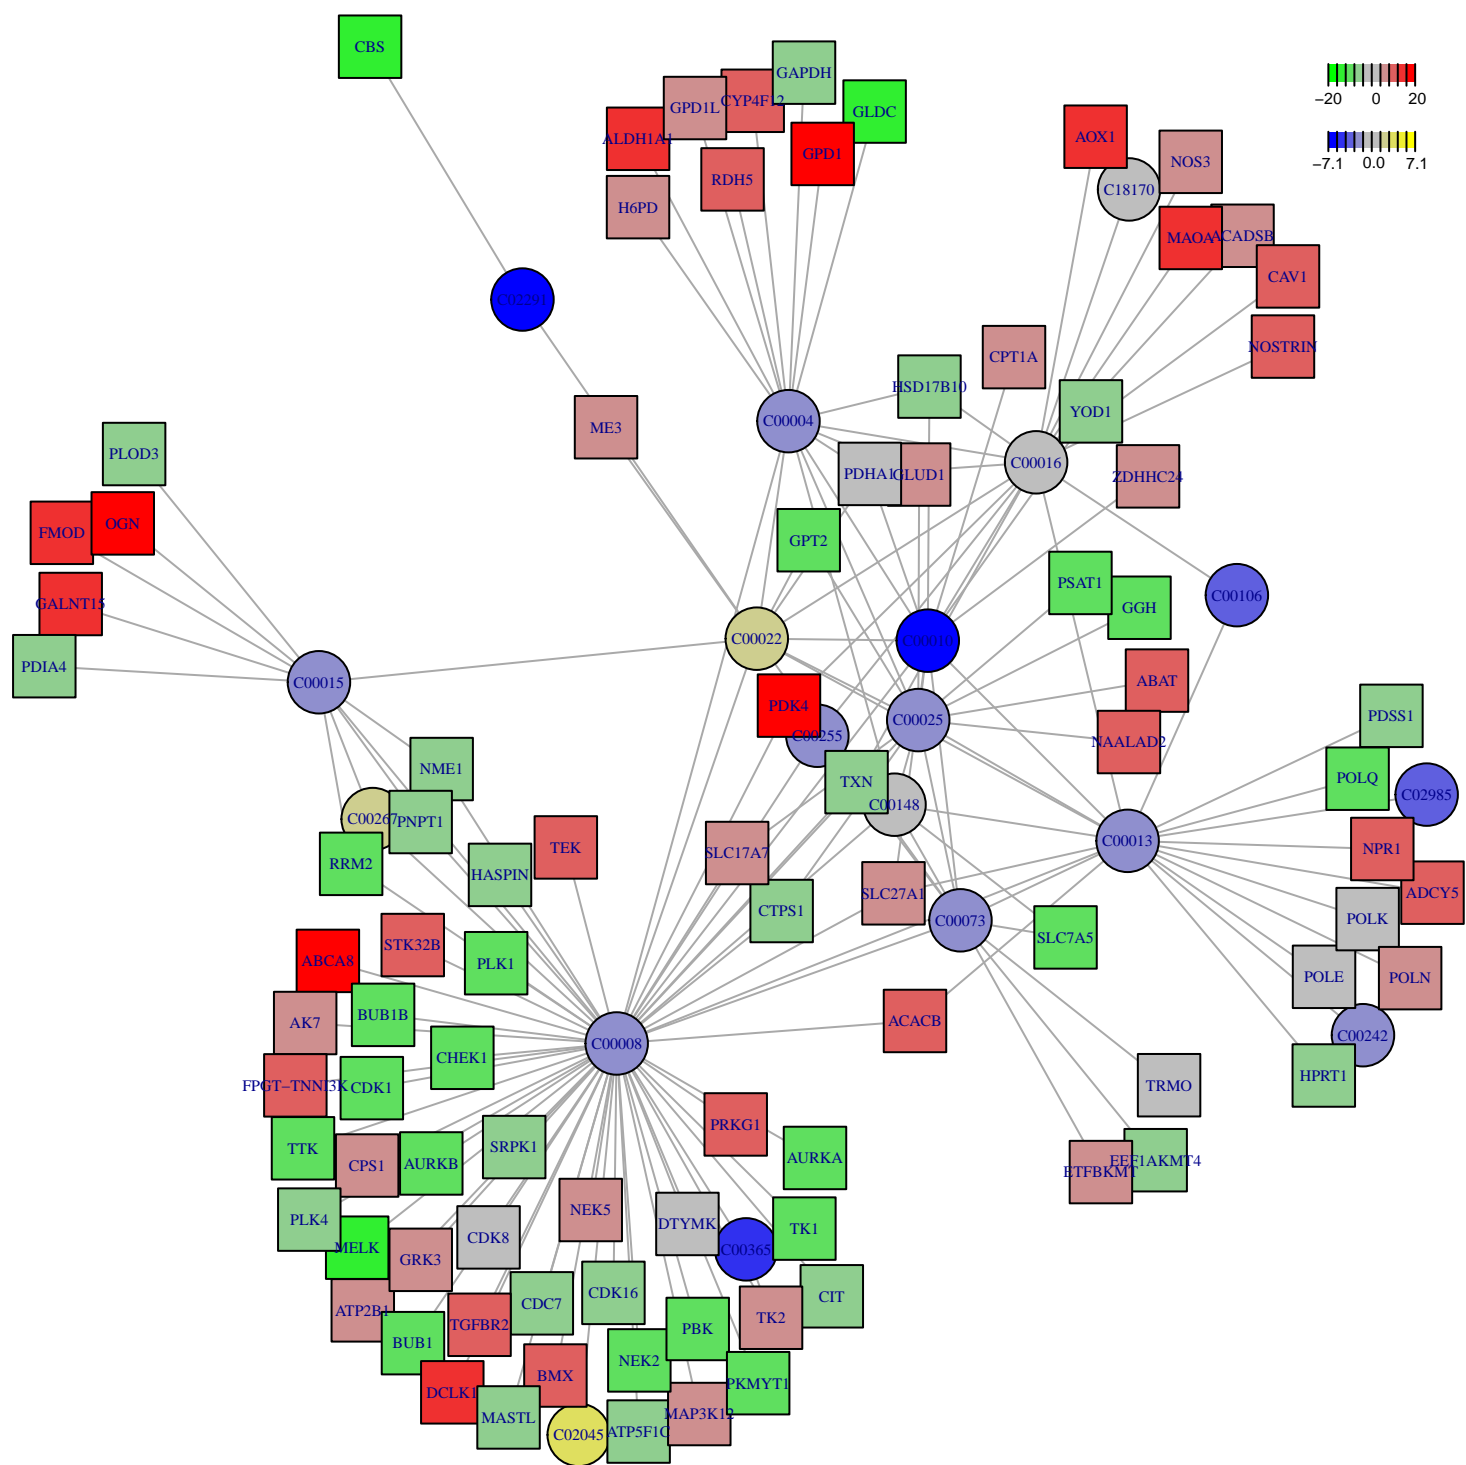 CBS
GAPDH
GPD1L
CYP4F12
GLDC
ALDH1A1
GPD1
RDH5
H6PD
−20 0 20
−7.1 0.0 7.1
AOX1
NOS3
C18170
MAOA
ACADSB
CAV1
NOSTRIN
C02291
CPT1A
HSD17B10
YOD1
C00004
ME3
C00016
PLOD3
PDHA1
GLUD1
ZDHHC24
OGN
FMOD
GPT2
PSAT1
GGH
C00106
GALNT15
PDIA4
C00022
C00010
C00015
ABAT
PDK4
C00025
C00255
NAALAD2
PDSS1
NME1
TXN
POLQ
C02985
C00148
C00267
PNPT1
RRM2
TEK
HASPIN
SLC17A7
C00013
NPR1
SLC27A1
ADCY5
CTPS1
C00073
POLK
SLC7A5
STK32B
ABCA8
PLK1
POLE
POLN
AK7
BUB1B
ACACB
C00242
C00008
CHEK1
FPGT−TNNI3K
CDK1
TRMO
HPRT1
PRKG1
TTK
CPS1
AURKB
SRPK1
AURKA
EEF1AKMT4
ETFBKMT
PLK4
NEK5
DTYMK
TK1
MELK
GRK3
CDK8
C00365
ATP2B1
CDC7
CDK16
CIT
TK2
BUB1
TGFBR2
PBK
NEK2
DCLK1
BMX
PKMYT1
MASTL
MAP3K12
C02045
ATP5F1C